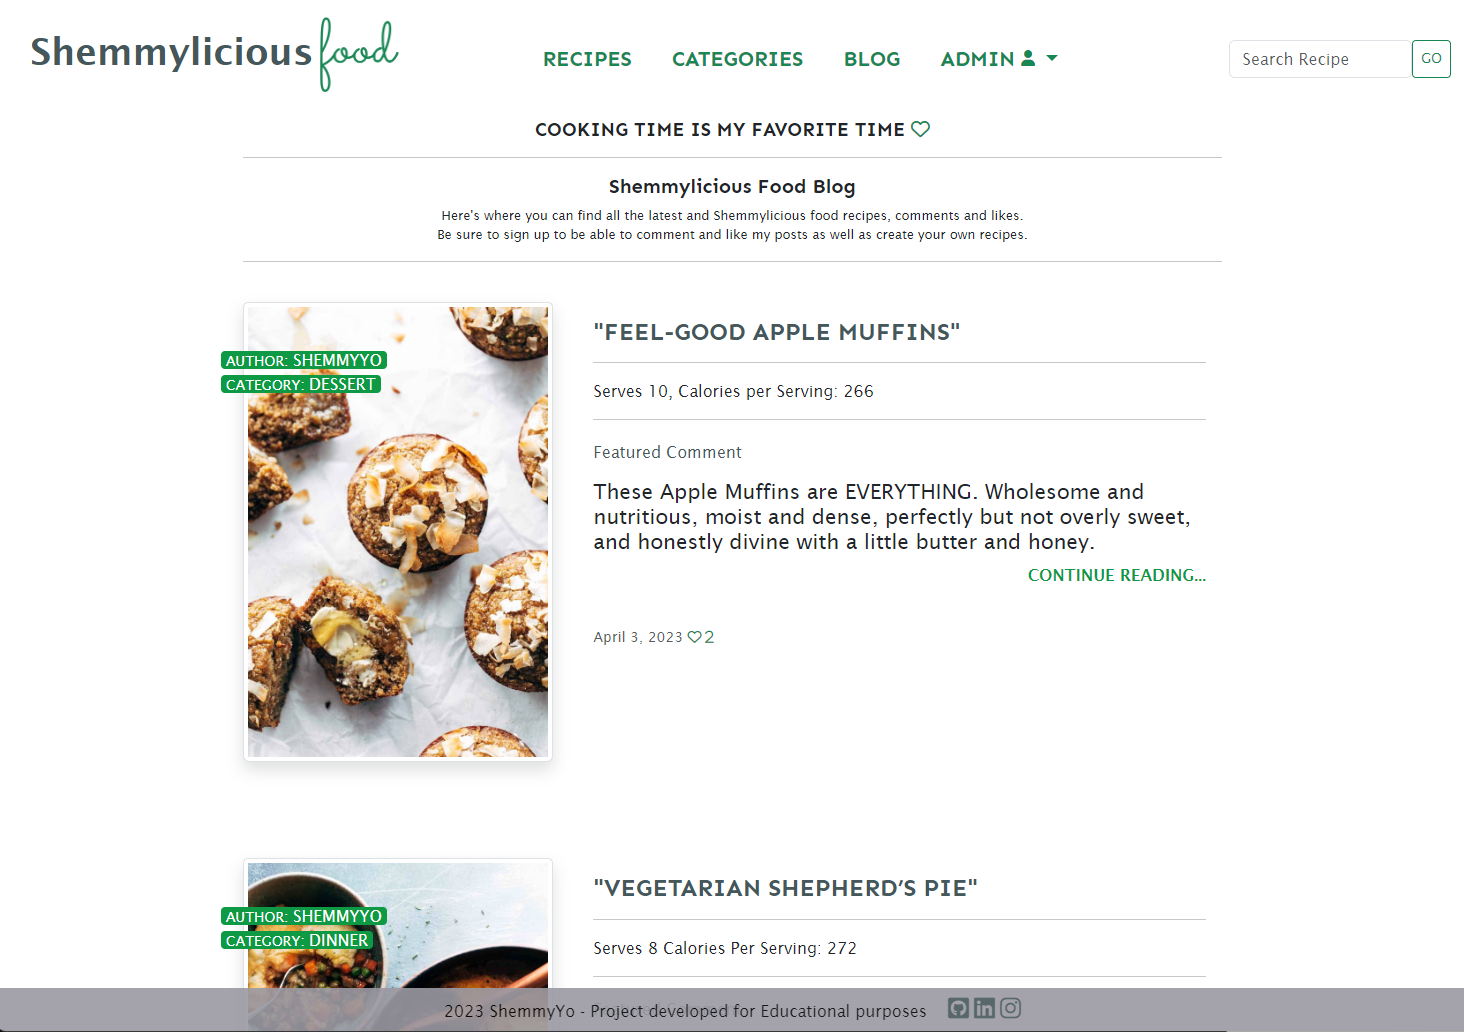 Shemmylicious food
RECIPES CATEGORIES BLOG ADMIN
Search Recipe GO
COOKING TIME IS MY FAVORITE TIME
Shemmylicious Food Blog
Here's where you can find all the latest and Shemmylicious food recipes, comments and likes.
Be sure to sign up to be able to comment and like my posts as well as create your own recipes.
AUTHOR: SHEMMYYO
CATEGORY: DESSERT
"FEEL-GOOD APPLE MUFFINS"
Serves 10, Calories per Serving: 266
Featured Comment
These Apple Muffins are EVERYTHING. Wholesome and
nutritious, moist and dense, perfectly but not overly sweet,
and honestly divine with a little butter and honey.
CONTINUE READING...
April 3, 2023 2
AUTHOR: SHEMMYYO
CATEGORY: DINNER
"VEGETARIAN SHEPHERD’S PIE"
Serves 8 Calories Per Serving: 272
2023 ShemmyYo - Project developed for Educational purposes